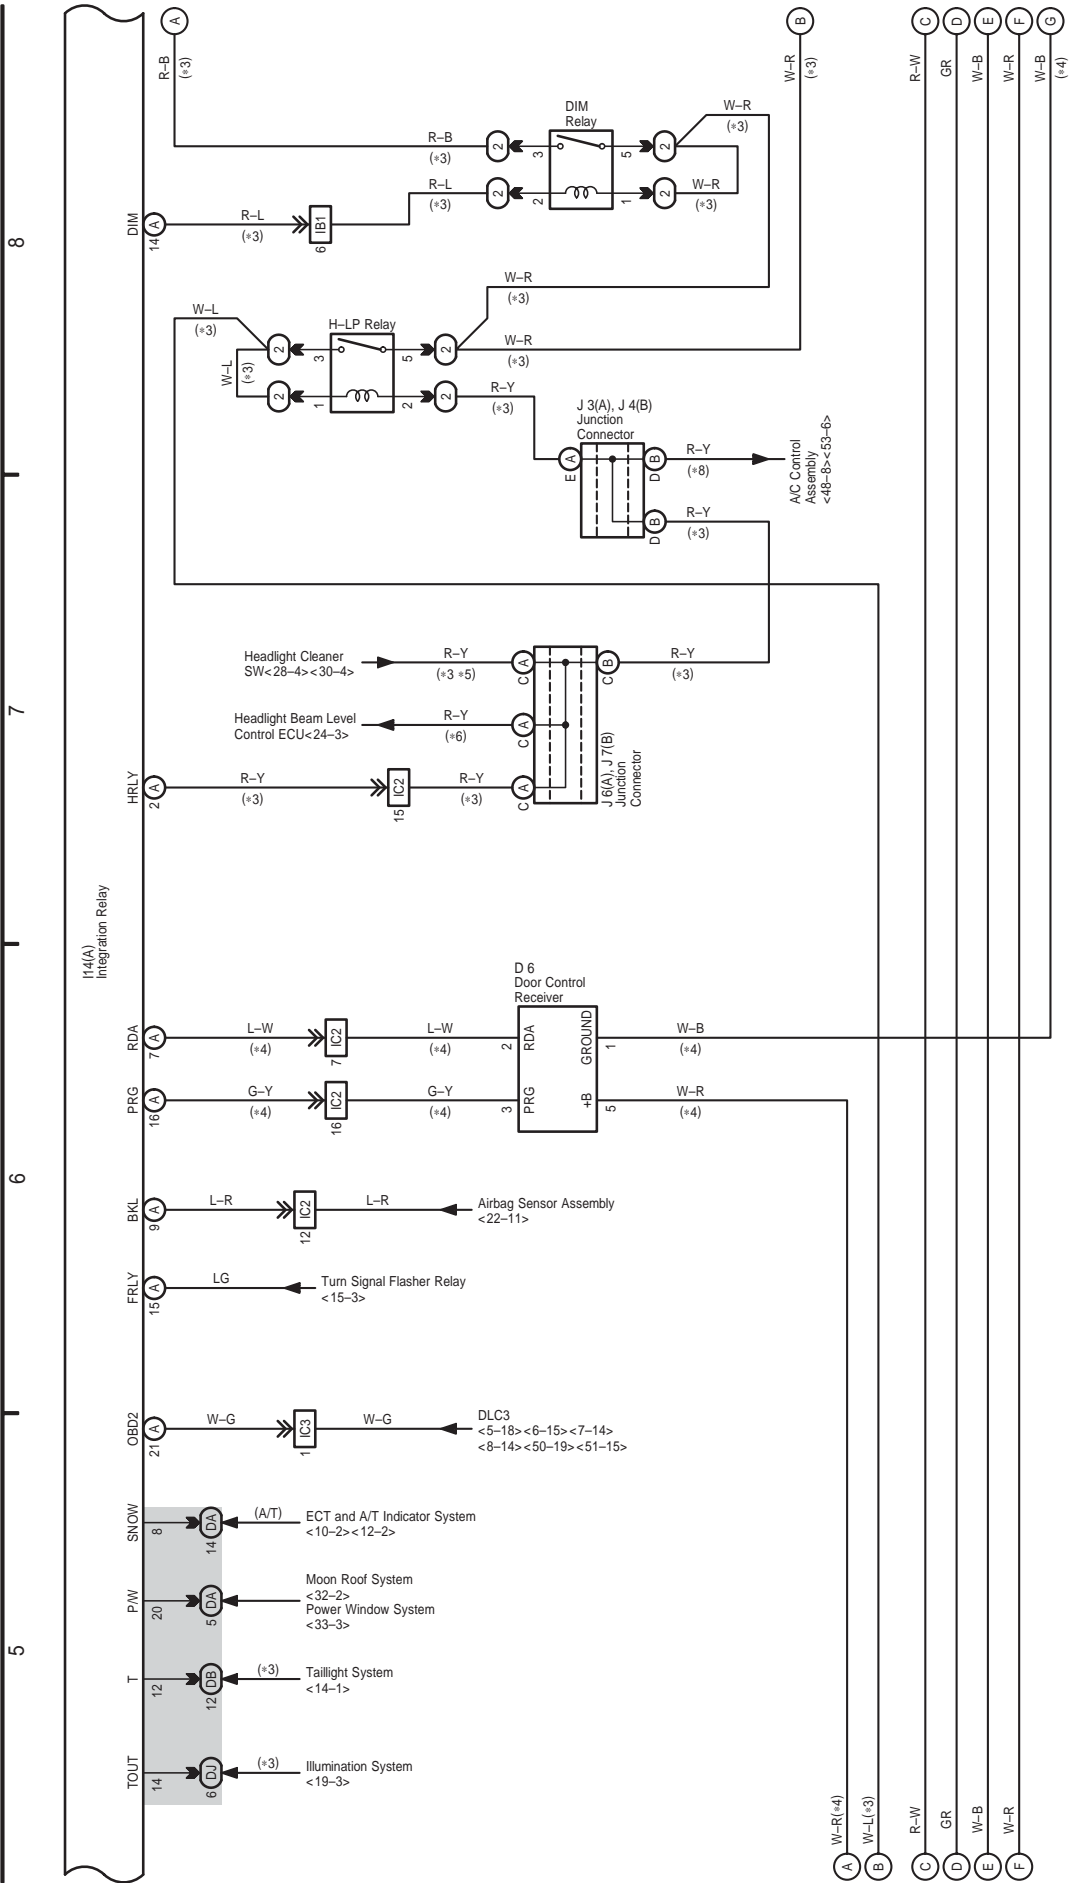 A
B
C
D
E
F
G
R–B
(*3)
W–R
(*3)
R–W
GR
W–B
W–R
W–B
(*4)
DIM
Relay
W–R
(*3)
R–B
(*3)
2
3
5
2
R–L
(*3)
2
2
1
2
W–R
(*3)
8
DIM
14
A
R–L
(*3)
6
IB1
W–R
(*3)
W–L
(*3)
H–LP Relay
2
3
5
2
W–R
(*3)
W–L
(*3)
2
1
2
2
R–Y
(*3)
J 3(A), J 4(B)
Junction
Connector
E
A
B
D
R–Y
(*8)
A/C Control
Assembly
<48–8><53–6>
B
D
R–Y
(*3)
7
Headlight Cleaner
SW<28–4><30–4>
R–Y
(*3 *5)
A
C
B
C
R–Y
(*3)
Headlight Beam Level
Control ECU<24–3>
R–Y
(*6)
A
C
J 6(A), J 7(B)
Junction
Connector
HRLY
2
A
R–Y
(*3)
15
IC2
R–Y
(*3)
A
C
I14(A)
Integration Relay
D 6
Door Control
Receiver
RDA
7
A
L–W
(*4)
7
IC2
L–W
(*4)
2
RDA
GROUND
1
W–B
(*4)
PRG
16
A
G–Y
(*4)
16
IC2
G–Y
(*4)
3
PRG
+B
5
W–R
(*4)
6
BKL
9
A
L–R
12
IC2
L–R
Airbag Sensor Assembly
<22–11>
FRLY
15
A
LG
Turn Signal Flasher Relay
<15–3>
OBD2
21
A
W–G
1
IC3
W–G
DLC3
<5–18><6–15><7–14>
<8–14><50–19><51–15>
SNOW
8
14
DA
(A/T)
ECT and A/T Indicator System
<10–2><12–2>
P/W
20
5
DA
Moon Roof System
<32–2>
Power Window System
<33–3>
5
T
12
12
DB
(*3)
Taillight System
<14–1>
TOUT
14
6
DJ
(*3)
Illumination System
<19–3>
W–R(*4)
W–L(*3)
R–W
GR
W–B
W–R
A
B
C
D
E
F